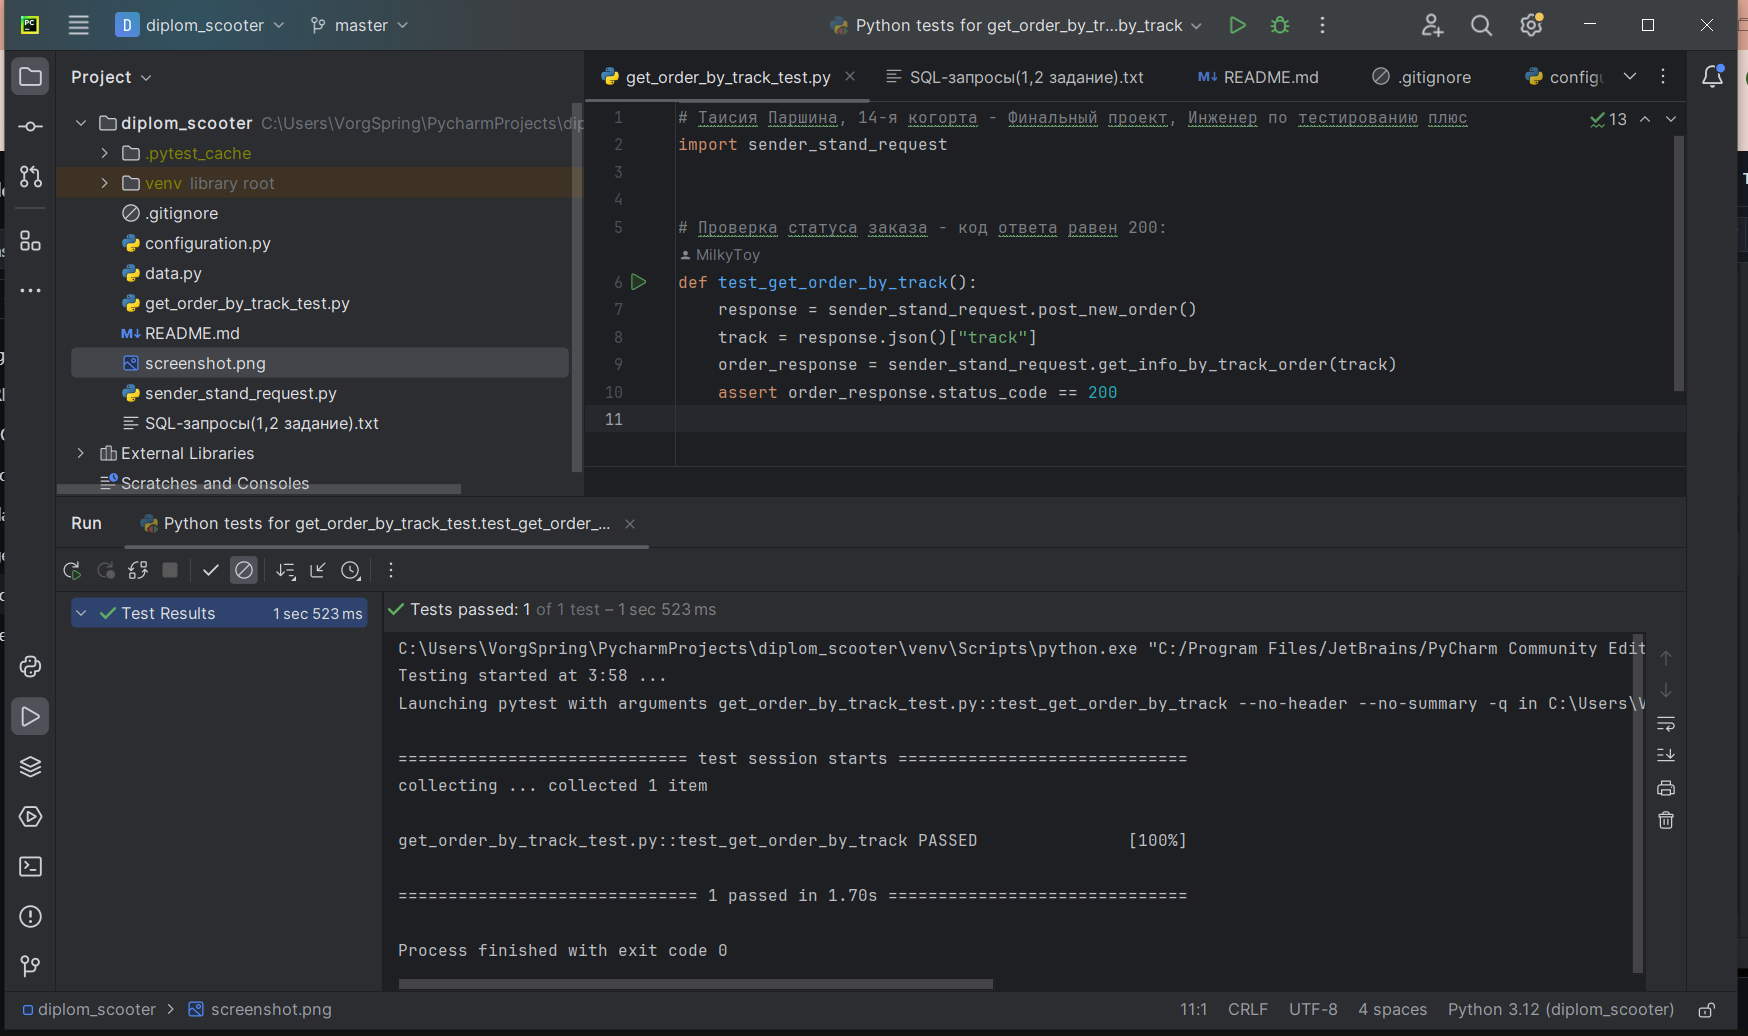 D diplom_scooter master Python tests for get_order_by_tr...by_track
Project
diplom_scooter C:\Users\VorgSpring\PycharmProjects\dip
.pytest_cache
venv library root
.gitignore
configuration.py
data.py
get_order_by_track_test.py
README.md
screenshot.png
sender_stand_request.py
SQL-запросы(1,2 задание).txt
External Libraries
Scratches and Consoles
get_order_by_track_test.py SQL-запросы(1,2 задание).txt README.md .gitignore config
13
1 # Таисия Паршина, 14-я когорта - Финальный проект, Инженер по тестированию плюс
2 import sender_stand_request
3
4
5 # Проверка статуса заказа - код ответа равен 200:
MilkyToy
6 def test_get_order_by_track():
7 response = sender_stand_request.post_new_order()
8 track = response.json()["track"]
9 order_response = sender_stand_request.get_info_by_track_order(track)
10 assert order_response.status_code == 200
11
Run Python tests for get_order_by_track_test.test_get_order_...
Test Results 1 sec 523 ms
Tests passed: 1 of 1 test – 1 sec 523 ms
C:\Users\VorgSpring\PycharmProjects\diplom_scooter\venv\Scripts\python.exe "C:/Program Files/JetBrains/PyCharm Community Edit
Testing started at 3:58 ...
Launching pytest with arguments get_order_by_track_test.py::test_get_order_by_track --no-header --no-summary -q in C:\Users\V
============================= test session starts =============================
collecting ... collected 1 item
get_order_by_track_test.py::test_get_order_by_track PASSED [100%]
============================== 1 passed in 1.70s ==============================
Process finished with exit code 0
diplom_scooter > screenshot.png
11:1 CRLF UTF-8 4 spaces Python 3.12 (diplom_scooter)